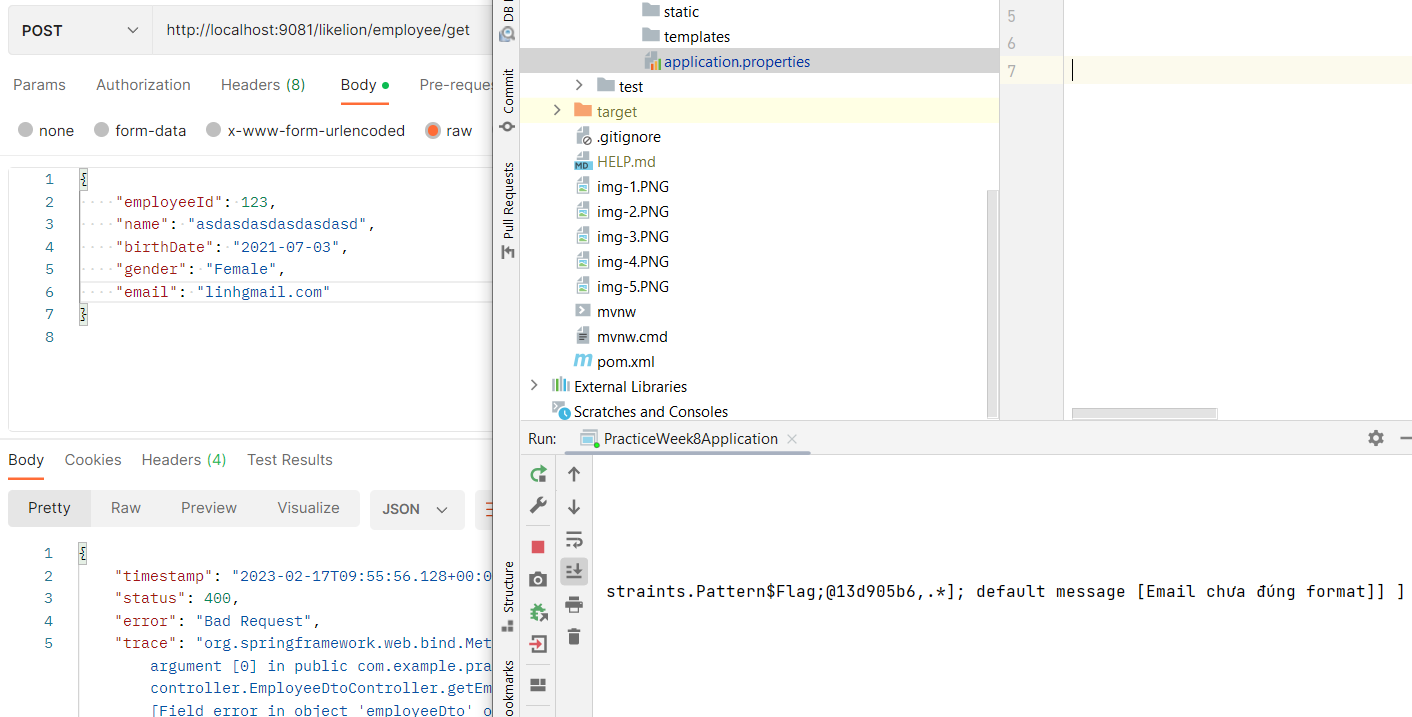 POST
http://localhost:9081/likelion/employee/get
Params Authorization Headers (8) Body Pre-reques
none form-data x-www-form-urlencoded raw
1 {
2 "employeeId": 123,
3 "name": "asdasdasdasdasdasd",
4 "birthDate": "2021-07-03",
5 "gender": "Female",
6 "email": "linhgmail.com"
7 }
8
Body Cookies Headers (4) Test Results
Pretty Raw Preview Visualize JSON
1 {
2 "timestamp": "2023-02-17T09:55:56.128+00:0
3 "status": 400,
4 "error": "Bad Request",
5 "trace": "org.springframework.web.bind.Met
argument [0] in public com.example.pra
controller.EmployeeDtoController.getEm
[Field error in object 'employeeDto' o
DB
Commit
Pull Requests
Structure
ookmarks
static
templates
application.properties
test
target
.gitignore
HELP.md
img-1.PNG
img-2.PNG
img-3.PNG
img-4.PNG
img-5.PNG
mvnw
mvnw.cmd
pom.xml
External Libraries
Scratches and Consoles
5
6
7
Run: PracticeWeek8Application
straints.Pattern$Flag;@13d905b6,.*]; default message [Email chưa đúng format]] ]